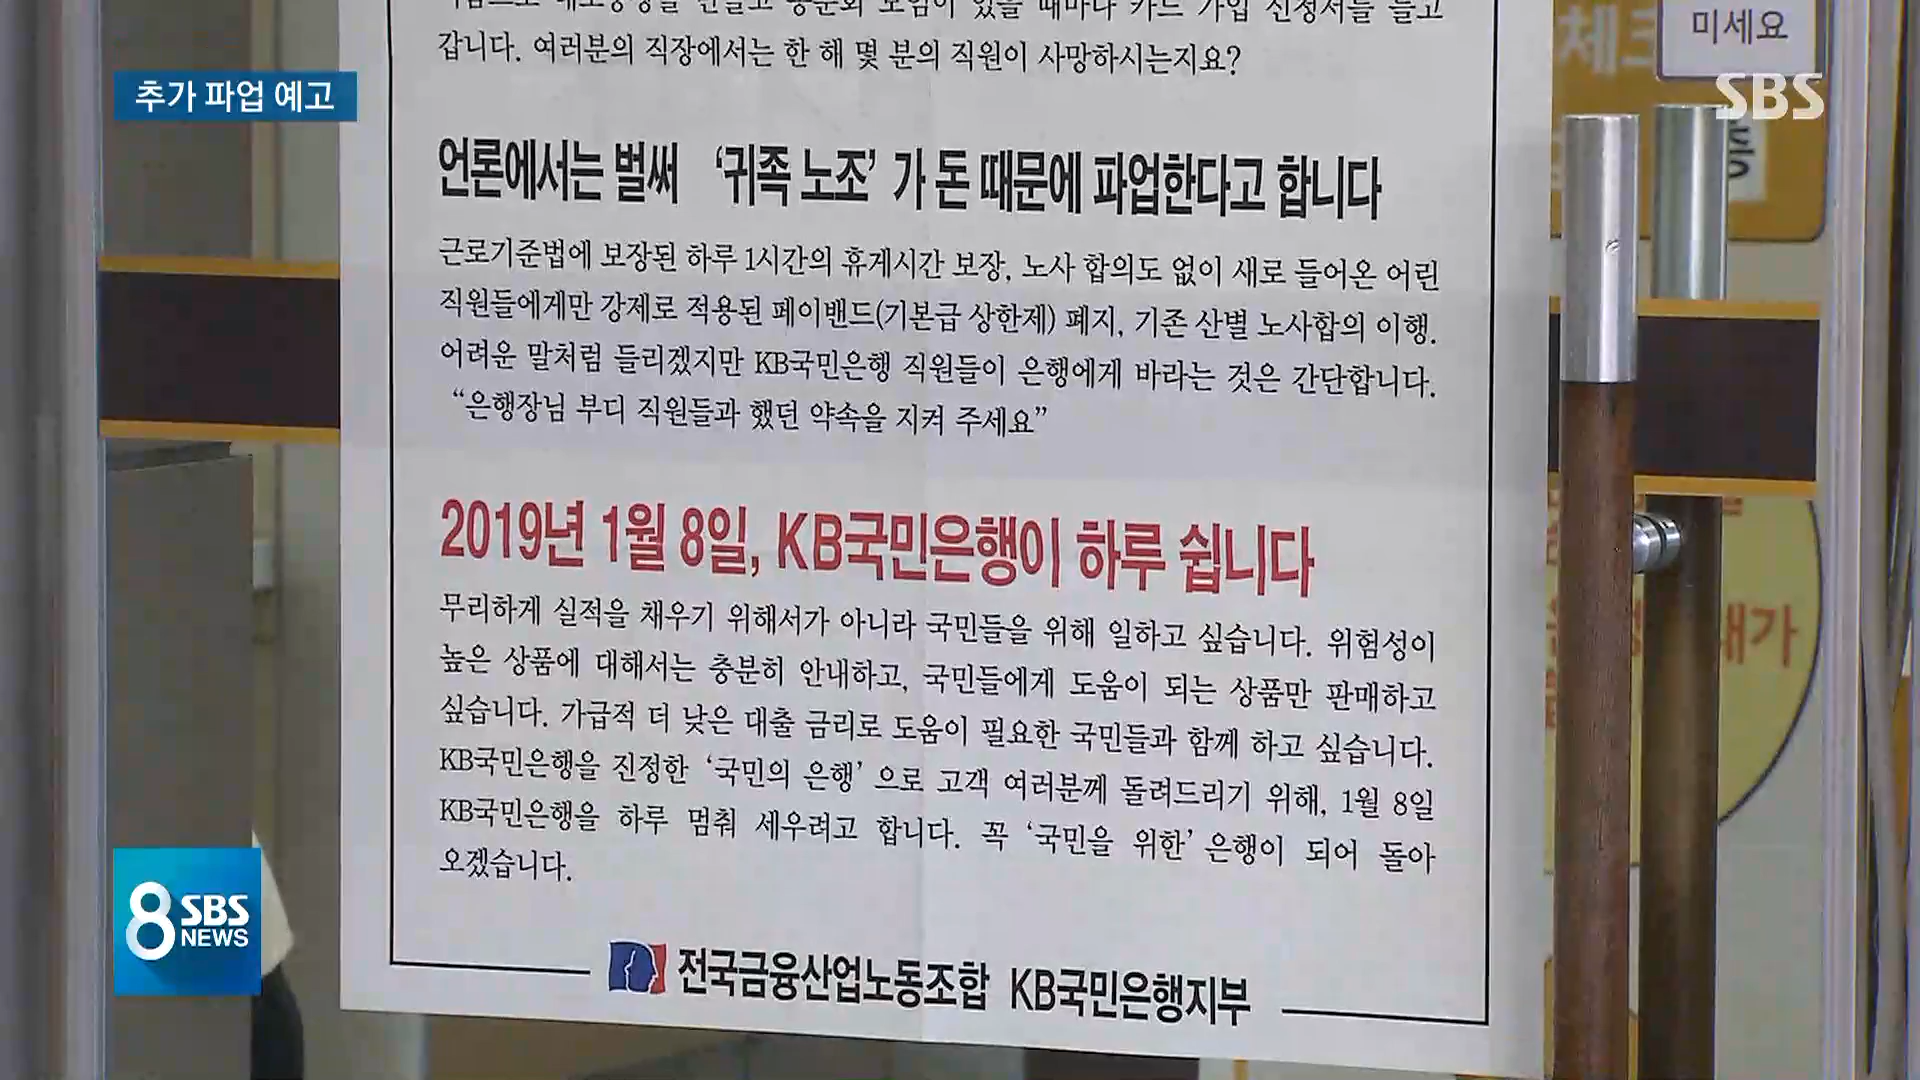 추가 파업 예고
SBS
미세요
갑니다. 여러분의 직장에서는 한 해 몇 분의 직원이 사망하시는지요?
언론에서는 벌써 ‘귀족 노조’ 가 돈 때문에 파업한다고 합니다
근로기준법에 보장된 하루 1시간의 휴게시간 보장, 노사 합의도 없이 새로 들어온 어린
직원들에게만 강제로 적용된 페이밴드(기본급 상한제) 폐지, 기존 산별 노사합의 이행.
어려운 말처럼 들리겠지만 KB국민은행 직원들이 은행에게 바라는 것은 간단합니다.
“은행장님 부디 직원들과 했던 약속을 지켜 주세요”
2019년 1월 8일, KB국민은행이 하루 쉽니다
무리하게 실적을 채우기 위해서가 아니라 국민들을 위해 일하고 싶습니다. 위험성이
높은 상품에 대해서는 충분히 안내하고, 국민들에게 도움이 되는 상품만 판매하고
싶습니다. 가급적 더 낮은 대출 금리로 도움이 필요한 국민들과 함께 하고 싶습니다.
KB국민은행을 진정한 ‘국민의 은행’ 으로 고객 여러분께 돌려드리기 위해, 1월 8일
KB국민은행을 하루 멈춰 세우려고 합니다. 꼭 ‘국민을 위한’ 은행이 되어 돌아
오겠습니다.
전국금융산업노동조합 KB국민은행지부
8 SBS
NEWS